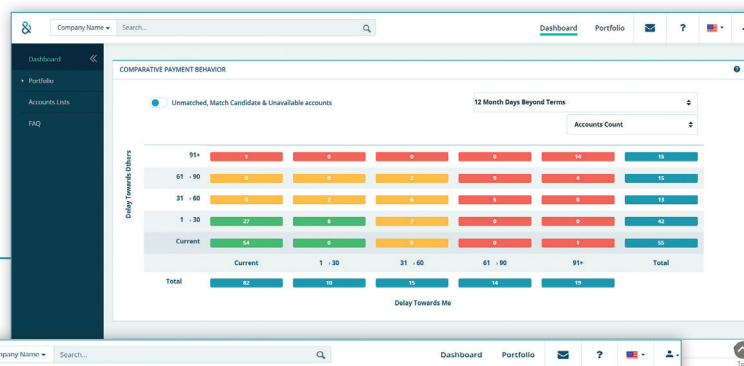 & Company Name Search... Dashboard Portfolio ?
Dashboard
Portfolio
Accounts Lists
FAQ
COMPARATIVE PAYMENT BEHAVIOR
Unmatched, Match Candidate & Unavailable accounts
12 Month Days Beyond Terms
Accounts Count
Delay Towards Others
91+ 1 0 0 0 14 15
61 - 90 0 0 2 9 4 15
31 - 60 0 2 6 5 0 13
1 - 30 27 8 7 0 0 42
Current 54 0 0 0 1 55
Current 1 - 30 31 - 60 61 - 90 91+ Total
Total 82 10 15 14 19
Delay Towards Me
mpany Name Search... Dashboard Portfolio ?
To